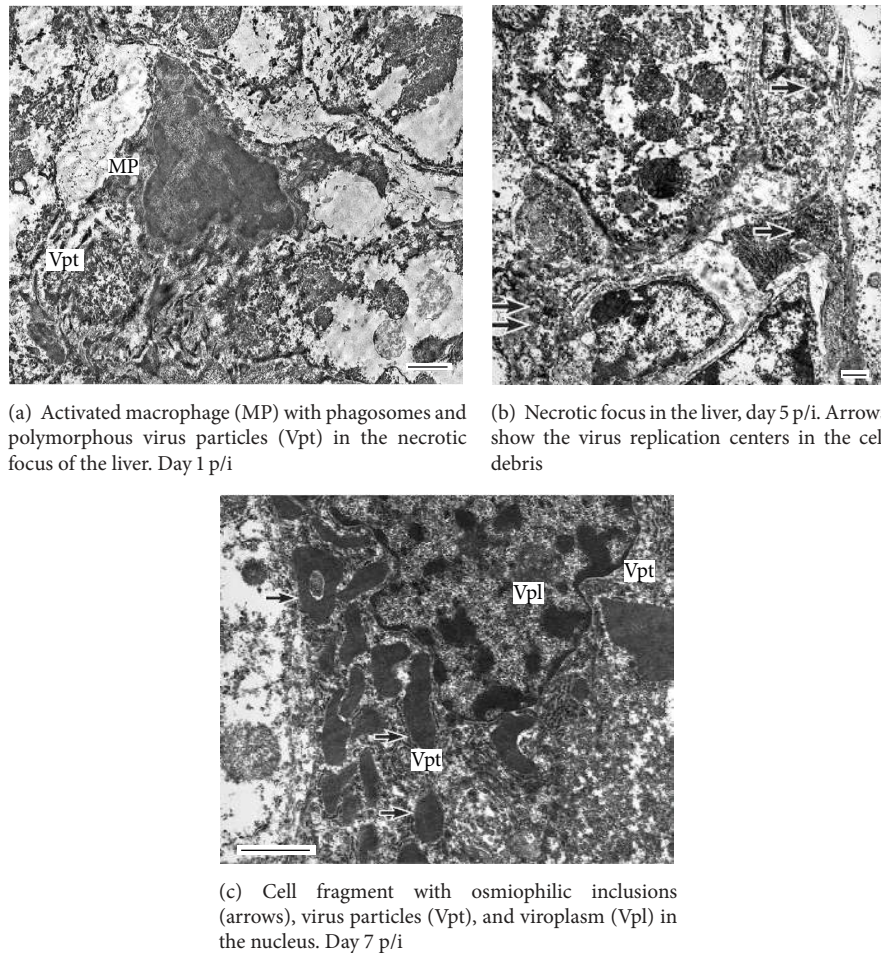 MP
Vpt
(a) Activated macrophage (MP) with phagosomes and
polymorphous virus particles (Vpt) in the necrotic
focus of the liver. Day 1 p/i
(b) Necrotic focus in the liver, day 5 p/i. Arrow
show the virus replication centers in the cel
debris
Vpt
Vpl
Vpt
(c) Cell fragment with osmiophilic inclusions
(arrows), virus particles (Vpt), and viroplasm (Vpl) in
the nucleus. Day 7 p/i